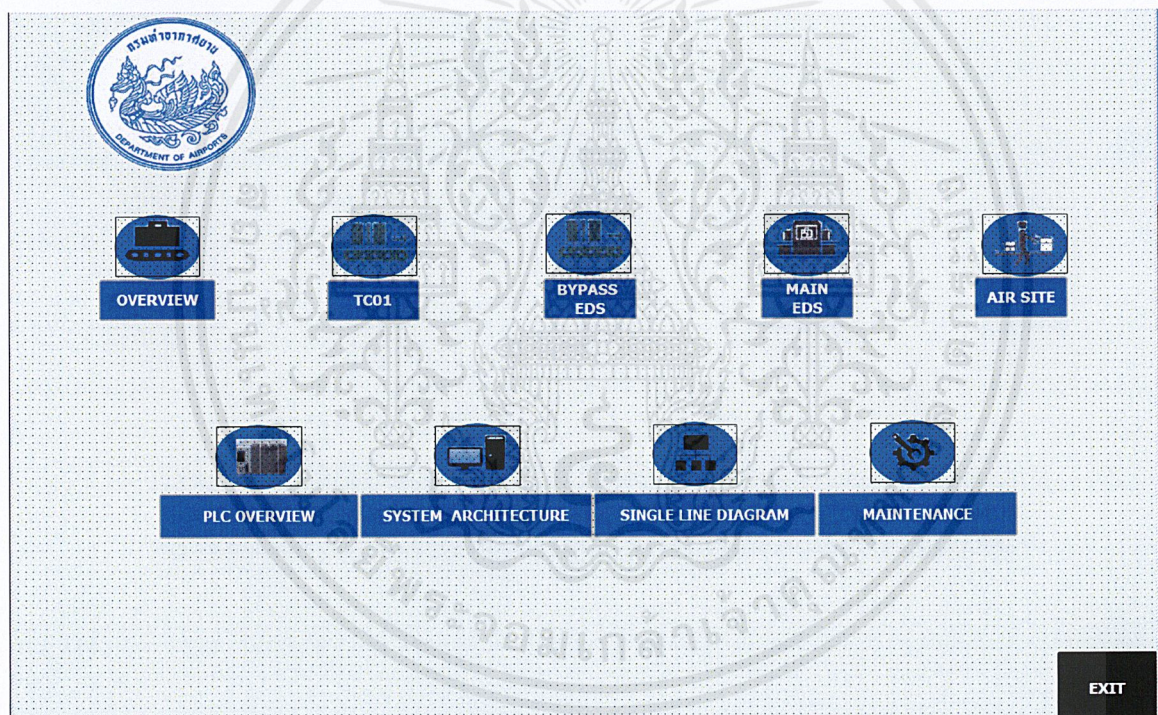 กรมท่าอากาศยาน
DEPARTMENT OF AIRPORTS
OVERVIEW
TC01
BYPASS
EDS
MAIN
EDS
AIR SITE
PLC OVERVIEW
SYSTEM ARCHITECTURE
SINGLE LINE DIAGRAM
MAINTENANCE
EXIT